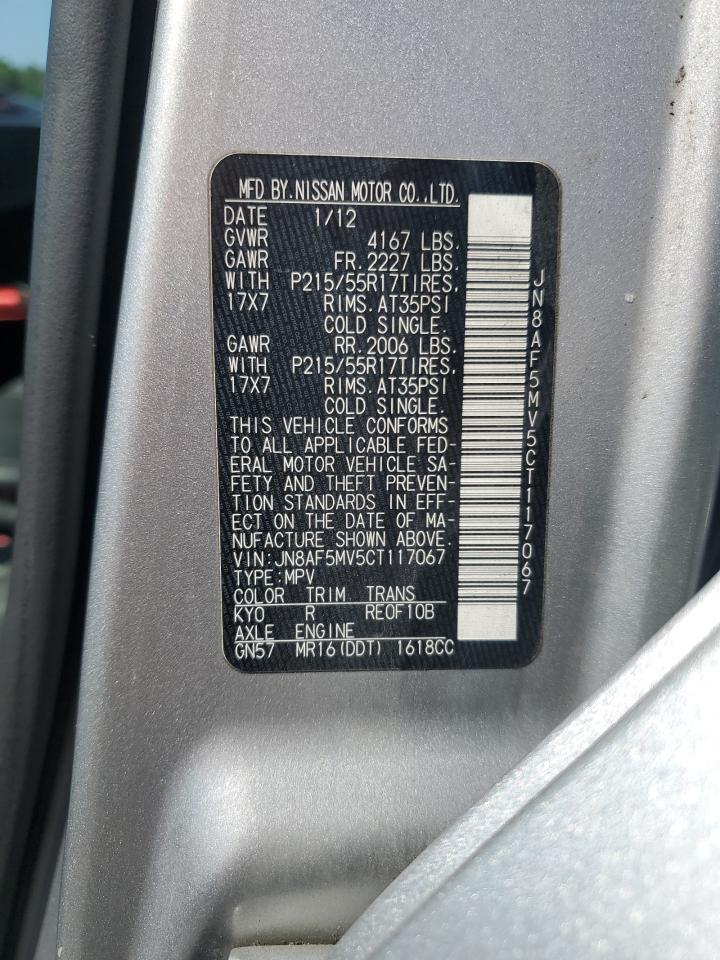 MFD BY.NISSAN MOTOR CO.,LTD.
DATE 1/12
GVWR 4167 LBS.
GAWR FR. 2227 LBS.
WITH P215/55R17TIRES,
17X7 RIMS. AT35PSI
COLD SINGLE.
GAWR RR. 2006 LBS.
WITH P215/55R17TIRES,
17X7 RIMS. AT35PSI
COLD SINGLE.
THIS VEHICLE CONFORMS
TO ALL APPLICABLE FED-
ERAL MOTOR VEHICLE SA-
FETY AND THEFT PREVEN-
TION STANDARDS IN EFF-
ECT ON THE DATE OF MA-
NUFACTURE SHOWN ABOVE.
VIN:JN8AF5MV5CT117067
TYPE:MPV
COLOR TRIM TRANS
KY0 R RE0F10B
AXLE ENGINE
GN57 MR16(DDT) 1618CC
JN8AF5MV5CT117067